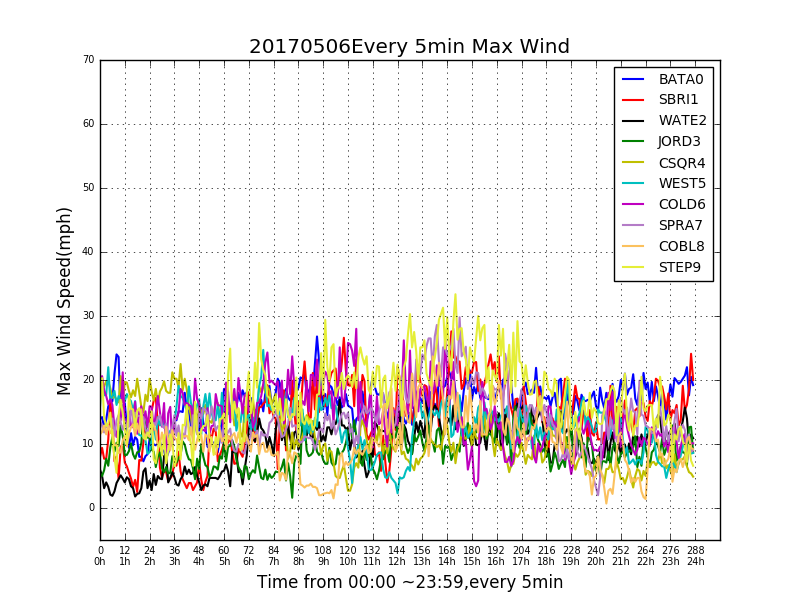 20170506Every 5min Max Wind
70
60
50
40
30
20
10
0
Max Wind Speed(mph)
BATA0
SBRI1
WATE2
JORD3
CSQR4
WEST5
COLD6
SPRA7
COBL8
STEP9
0 12 24 36 48 60 72 84 96 108 120 132 144 156 168 180 192 204 216 228 240 252 264 276 288
0h 1h 2h 3h 4h 5h 6h 7h 8h 9h 10h 11h 12h 13h 14h 15h 16h 17h 18h 19h 20h 21h 22h 23h 24h
Time from 00:00 ~23:59,every 5min